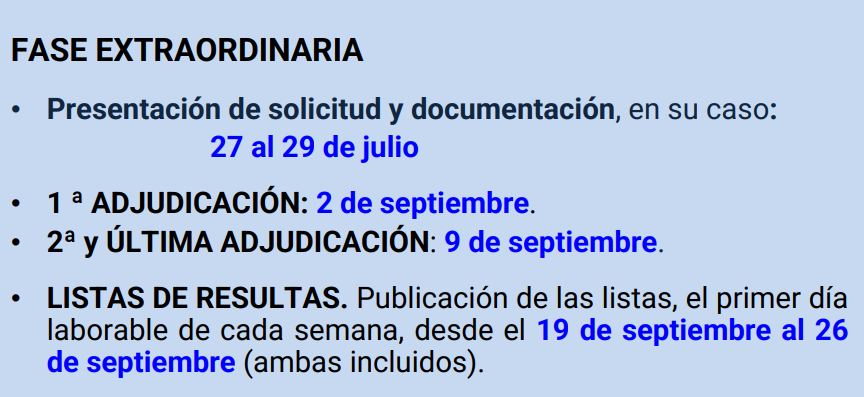 FASE EXTRAORDINARIA
• Presentación de solicitud y documentación, en su caso:
27 al 29 de julio
• 1 ª ADJUDICACIÓN: 2 de septiembre.
• 2ª y ÚLTIMA ADJUDICACIÓN: 9 de septiembre.
• LISTAS DE RESULTAS. Publicación de las listas, el primer día
laborable de cada semana, desde el 19 de septiembre al 26
de septiembre (ambas incluidos).